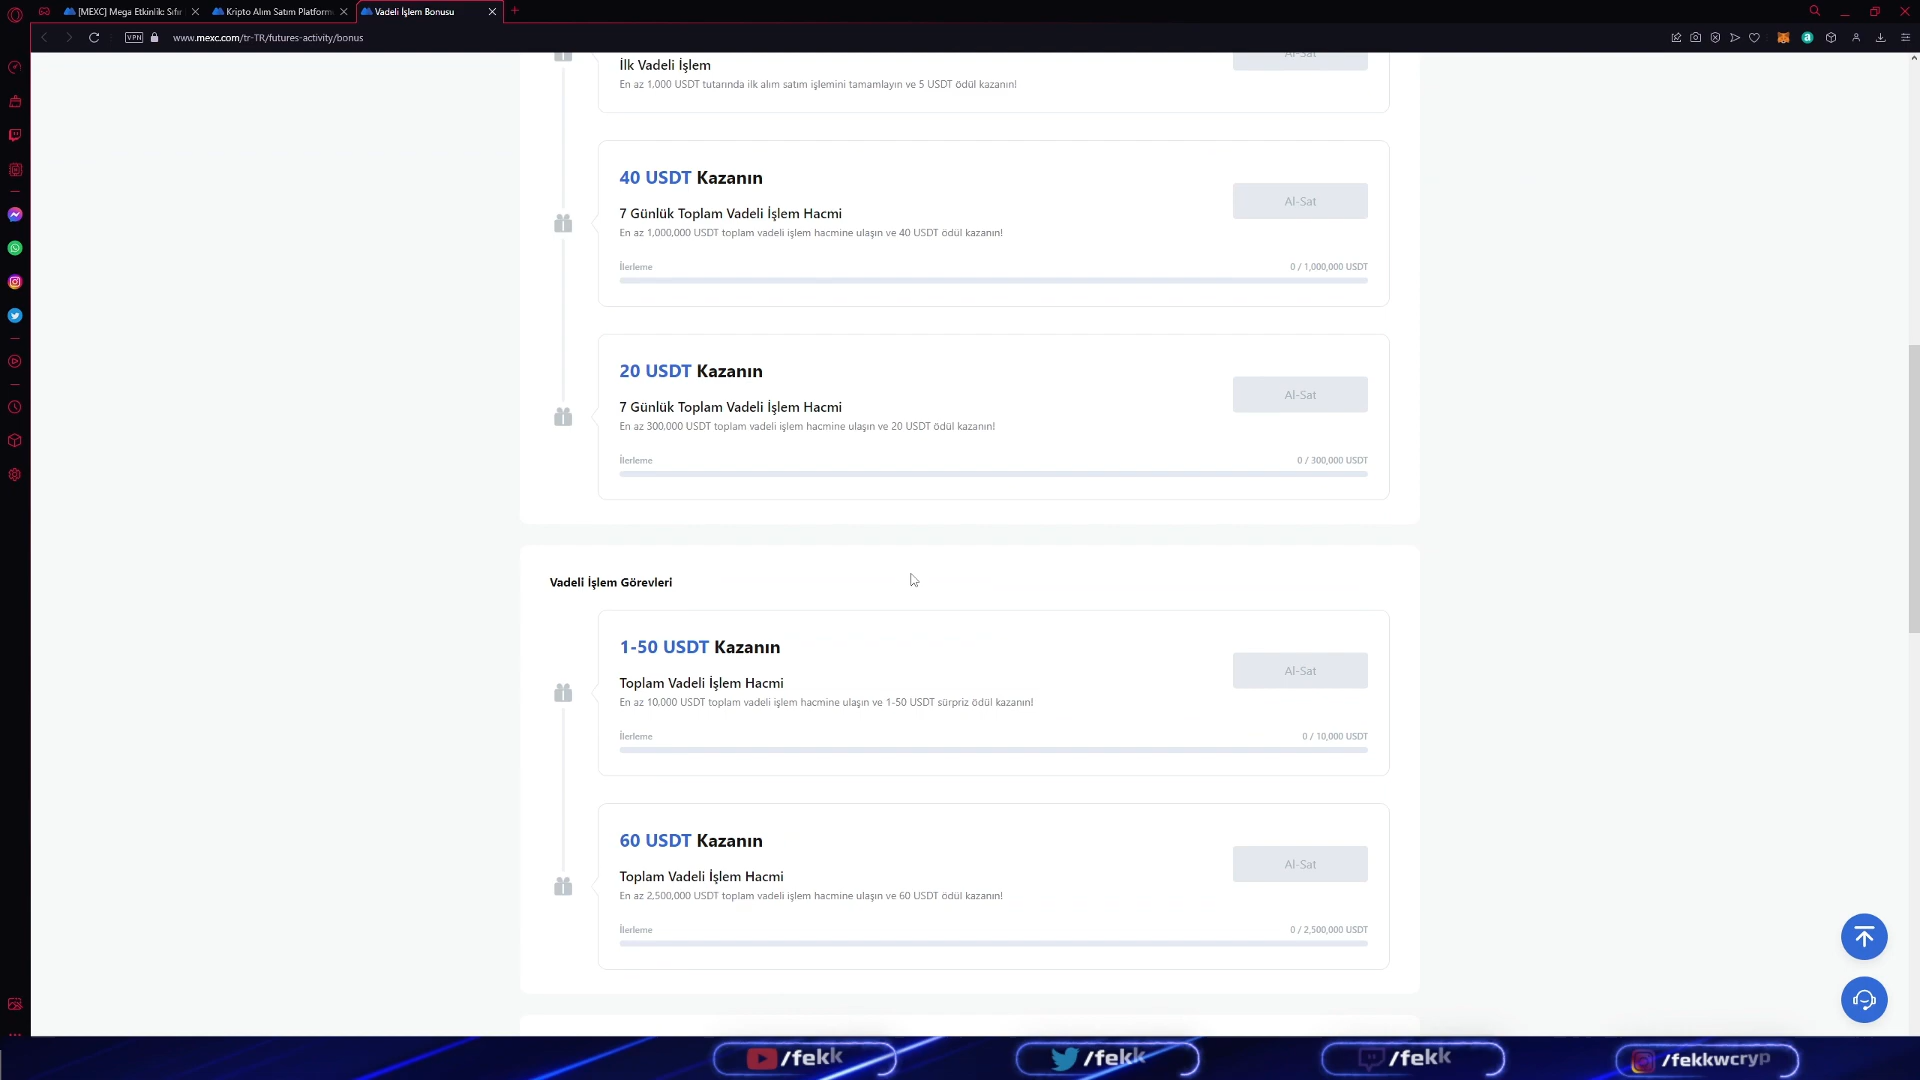 [MEXC] Mega Etkinlik: Sıfır
Kripto Alım Satım Platform
Vadeli İşlem Bonusu
VPN
www.mexc.com/tr-TR/futures-activity/bonus
Al-Sat
İlk Vadeli İşlem
En az 1,000 USDT tutarında ilk alım satım işlemini tamamlayın ve 5 USDT ödül kazanın!
40 USDT Kazanın
Al-Sat
7 Günlük Toplam Vadeli İşlem Hacmi
En az 1,000,000 USDT toplam vadeli işlem hacmine ulaşın ve 40 USDT ödül kazanın!
İlerleme
0 / 1,000,000 USDT
20 USDT Kazanın
Al-Sat
7 Günlük Toplam Vadeli İşlem Hacmi
En az 300,000 USDT toplam vadeli işlem hacmine ulaşın ve 20 USDT ödül kazanın!
İlerleme
0 / 300,000 USDT
Vadeli İşlem Görevleri
1-50 USDT Kazanın
Al-Sat
Toplam Vadeli İşlem Hacmi
En az 10,000 USDT toplam vadeli işlem hacmine ulaşın ve 1-50 USDT sürpriz ödül kazanın!
İlerleme
0 / 10,000 USDT
60 USDT Kazanın
Al-Sat
Toplam Vadeli İşlem Hacmi
En az 2,500,000 USDT toplam vadeli işlem hacmine ulaşın ve 60 USDT ödül kazanın!
İlerleme
0 / 2,500,000 USDT
/fekk
/fekk
/fekk
/fekkwcryp